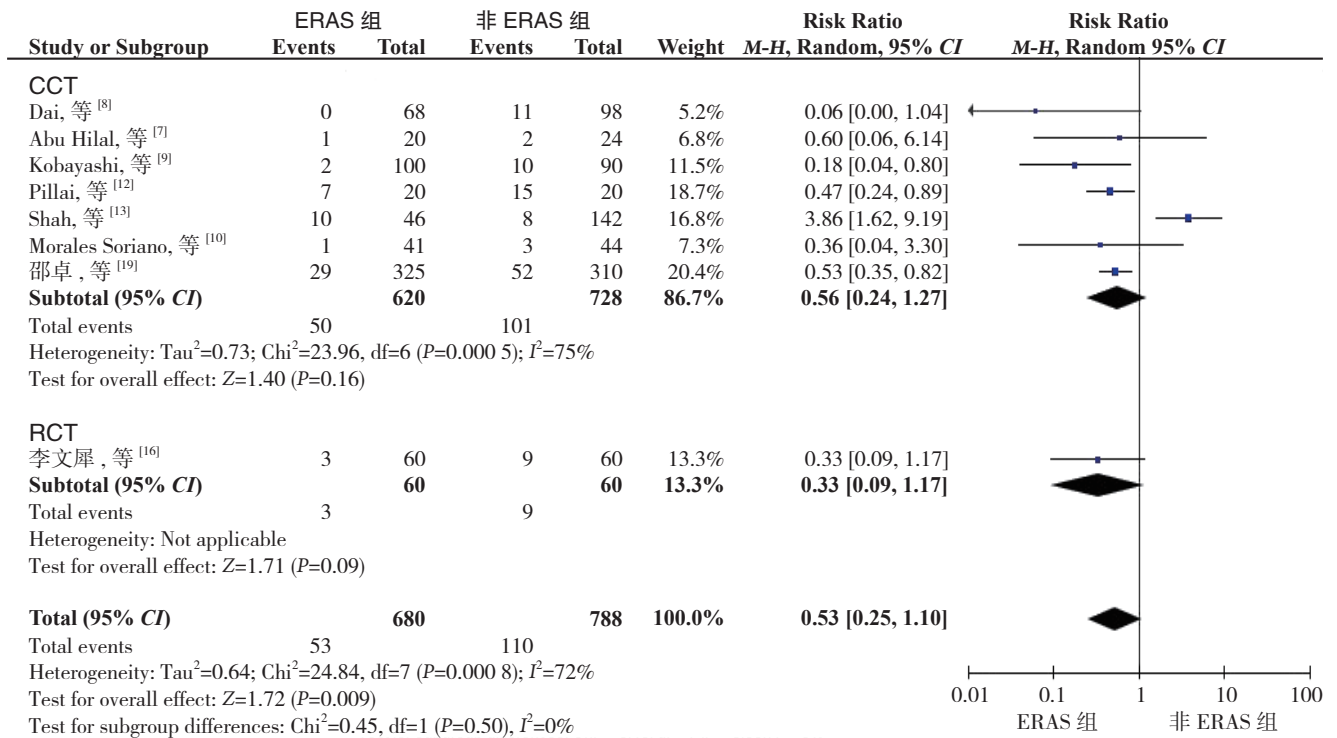 ERAS 组 非 ERAS 组 Risk Ratio Risk Ratio
Study or Subgroup Events Total Events Total Weight M-H, Random, 95% CI M-H, Random 95% CI
CCT
Dai, 等 [8] 0 68 11 98 5.2% 0.06 [0.00, 1.04]
Abu Hilal, 等 [7] 1 20 2 24 6.8% 0.60 [0.06, 6.14]
Kobayashi, 等 [9] 2 100 10 90 11.5% 0.18 [0.04, 0.80]
Pillai, 等 [12] 7 20 15 20 18.7% 0.47 [0.24, 0.89]
Shah, 等 [13] 10 46 8 142 16.8% 3.86 [1.62, 9.19]
Morales Soriano, 等 [10] 1 41 3 44 7.3% 0.36 [0.04, 3.30]
邵卓 , 等 [19] 29 325 52 310 20.4% 0.53 [0.35, 0.82]
Subtotal (95% CI) 620 728 86.7% 0.56 [0.24, 1.27]
Total events 50 101
Heterogeneity: Tau²=0.73; Chi²=23.96, df=6 (P=0.000 5); I²=75%
Test for overall effect: Z=1.40 (P=0.16)
RCT
李文犀 , 等 [16] 3 60 9 60 13.3% 0.33 [0.09, 1.17]
Subtotal (95% CI) 60 60 13.3% 0.33 [0.09, 1.17]
Total events 3 9
Heterogeneity: Not applicable
Test for overall effect: Z=1.71 (P=0.09)
Total (95% CI) 680 788 100.0% 0.53 [0.25, 1.10]
Total events 53 110
Heterogeneity: Tau²=0.64; Chi²=24.84, df=7 (P=0.000 8); I²=72%
Test for overall effect: Z=1.72 (P=0.009)
Test for subgroup differences: Chi²=0.45, df=1 (P=0.50), I²=0%
0.01 0.1 1 10 100
ERAS 组 非 ERAS 组